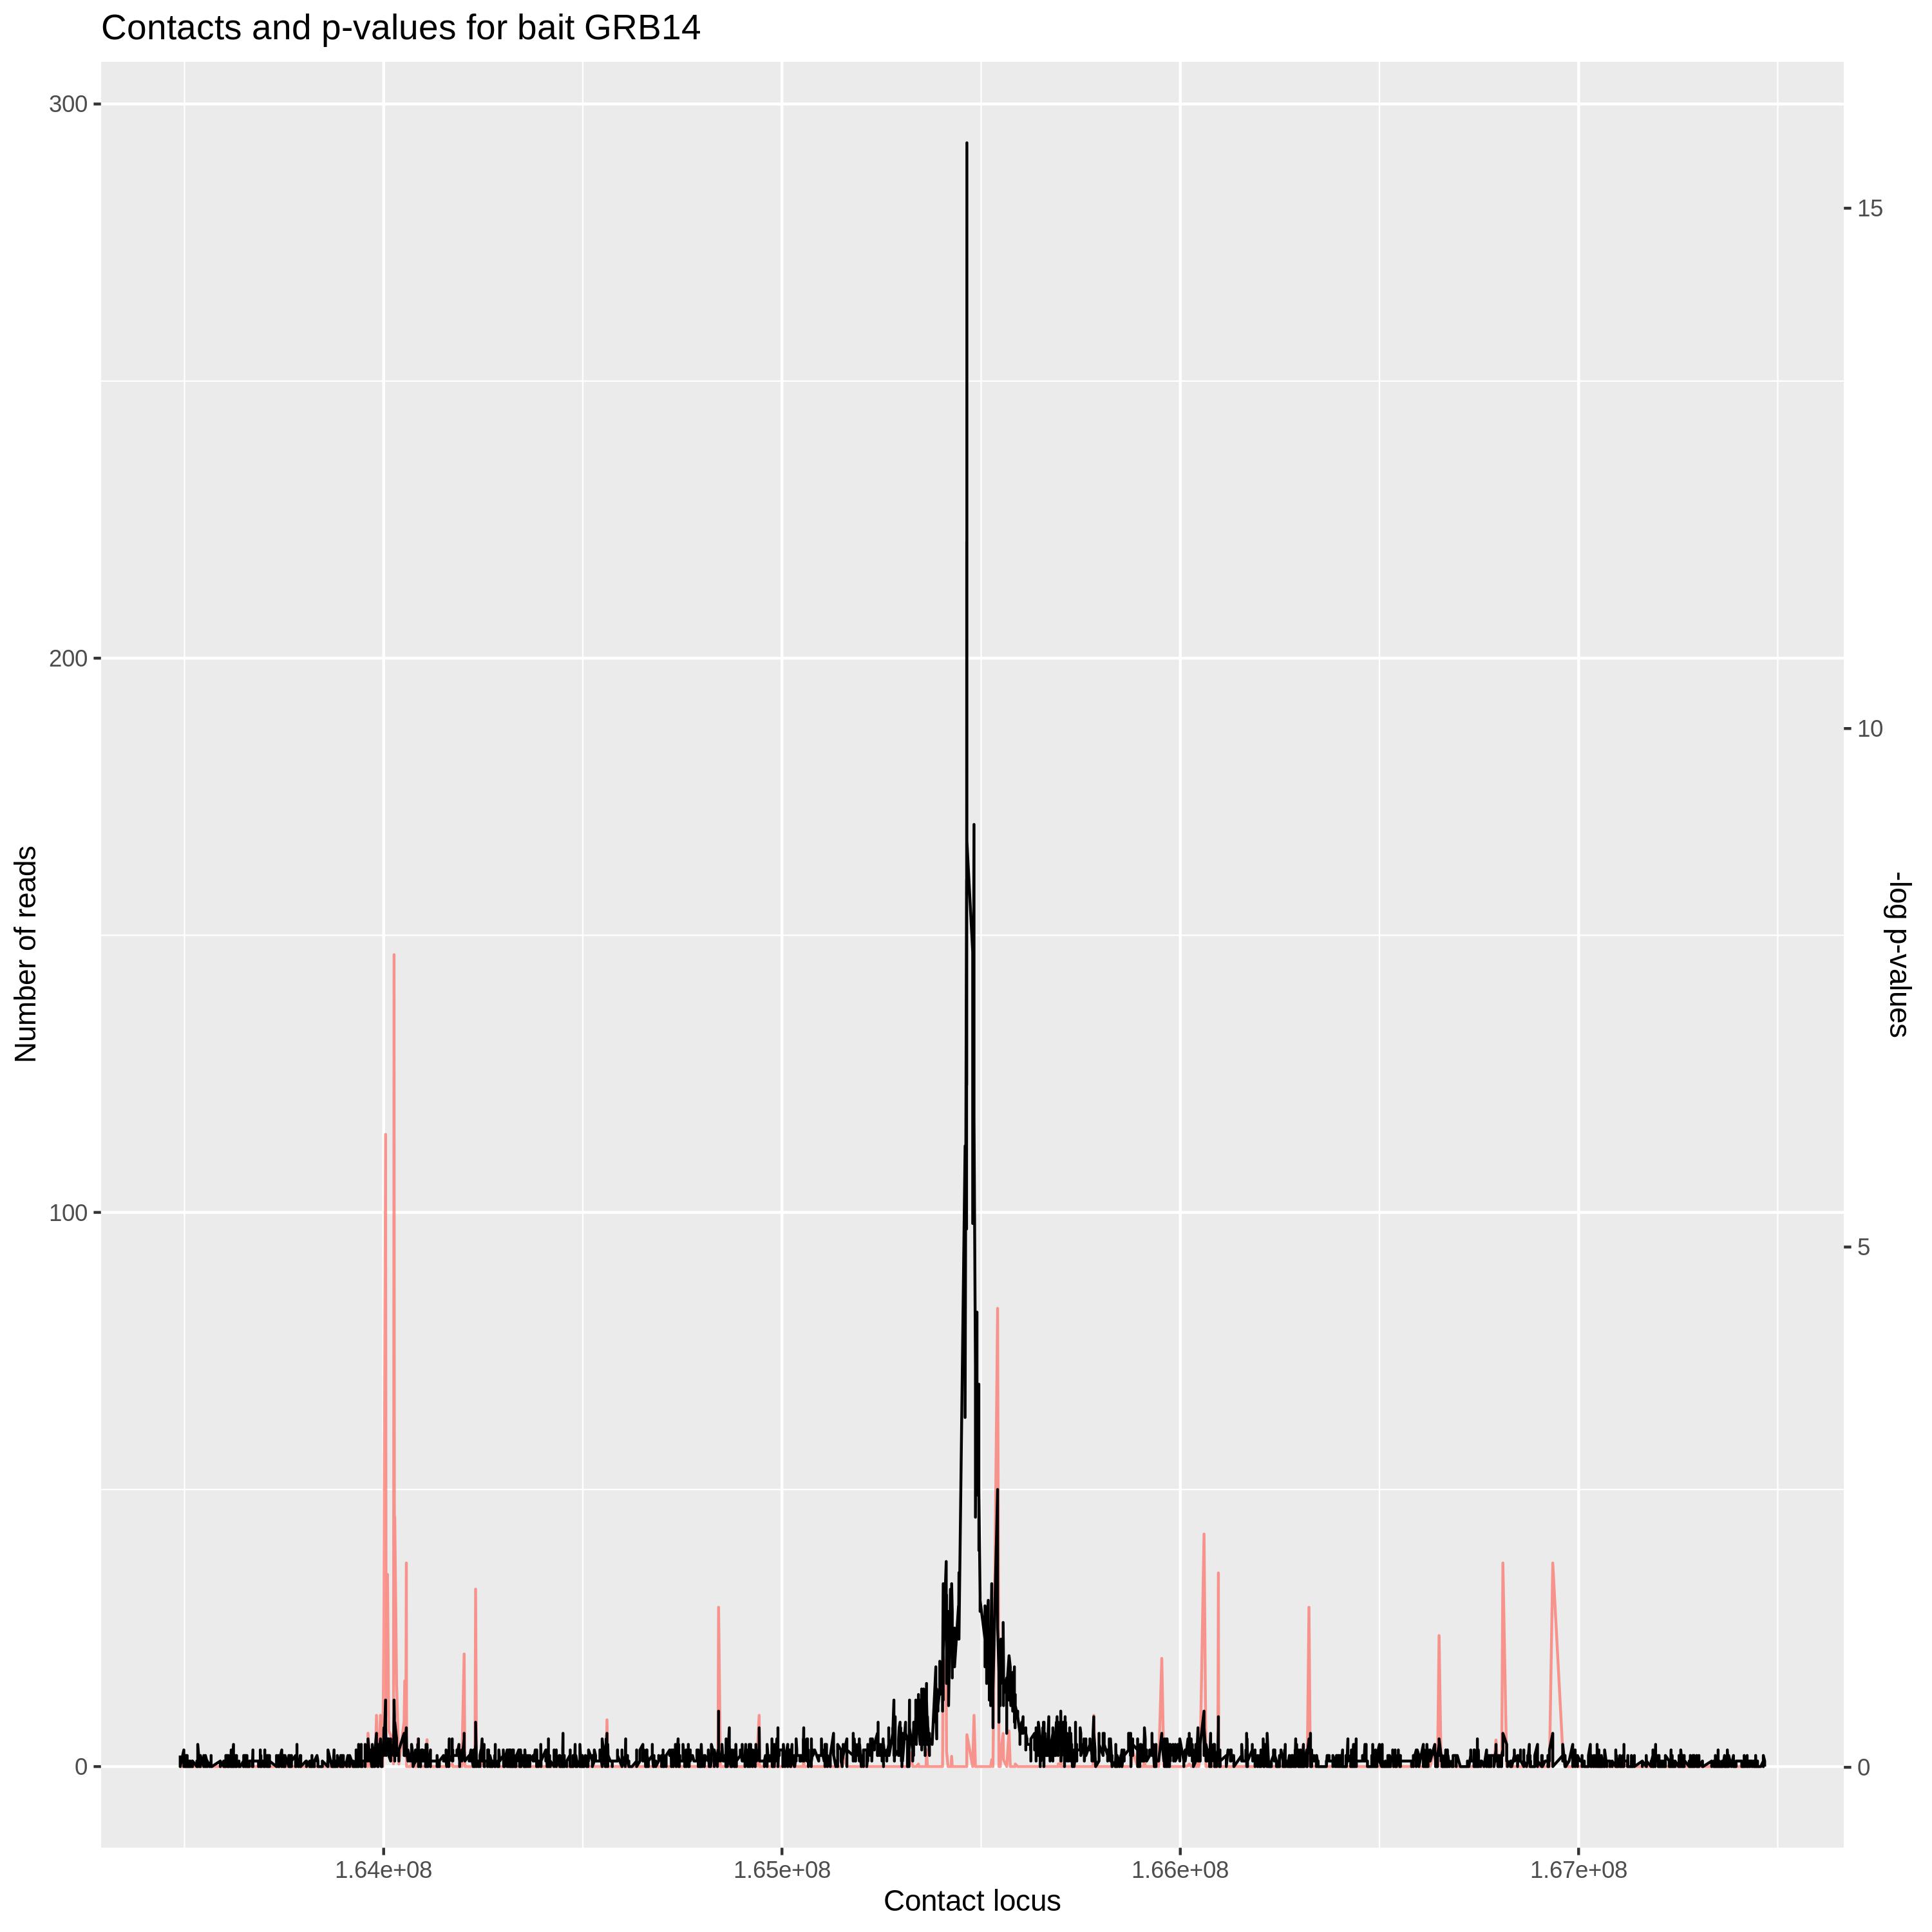 Contacts and p-values for bait GRB14
300
200
100
0
Number of reads
15
10
5
0
-log p-values
1.64e+08
1.65e+08
1.66e+08
1.67e+08
Contact locus